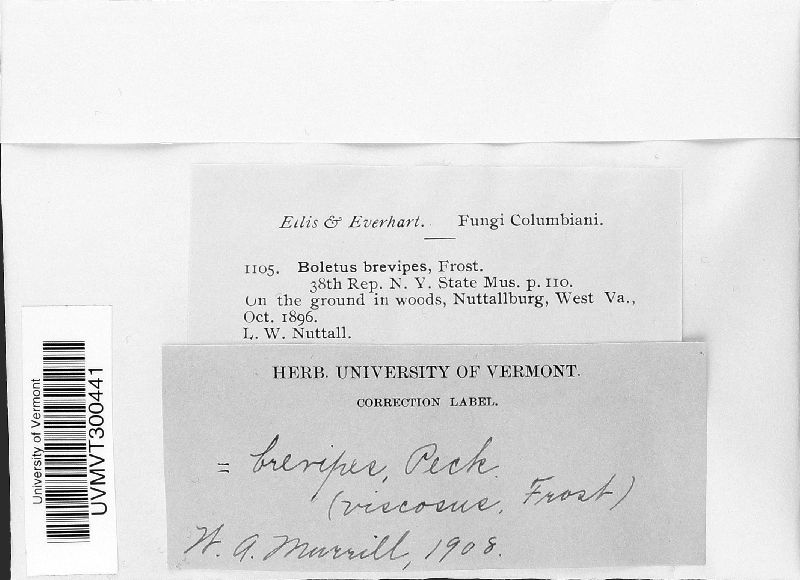 Ellis & Everhart. Fungi Columbiani.
1105. Boletus brevipes, Frost.
38th Rep. N. Y. State Mus. p. 110.
On the ground in woods, Nuttallburg, West Va.,
Oct. 1896.
L. W. Nuttall.
HERB. UNIVERSITY OF VERMONT.
CORRECTION LABEL.
= brevipes, Peck.
(viscosus, Frost)
W. A. Murrill, 1908.
University of Vermont
UVMVT300441